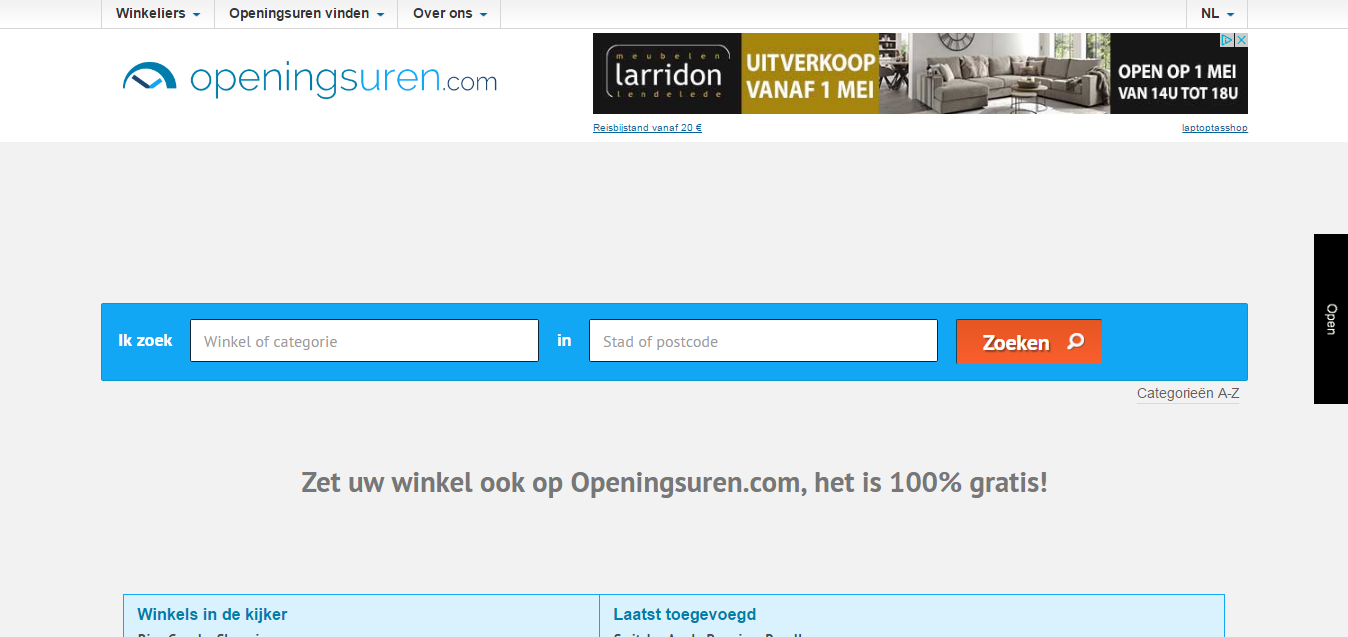 Winkeliers Openingsuren vinden Over ons NL
openingsuren.com
meubelen
larridon
lendelede
UITVERKOOP
VANAF 1 MEI
OPEN OP 1 MEI
VAN 14U TOT 18U
Reisbijstand vanaf 20 € laptoptasshop
Open
Ik zoek Winkel of categorie in Stad of postcode Zoeken
Categorieën A-Z
Zet uw winkel ook op Openingsuren.com, het is 100% gratis!
Winkels in de kijker Laatst toegevoegd